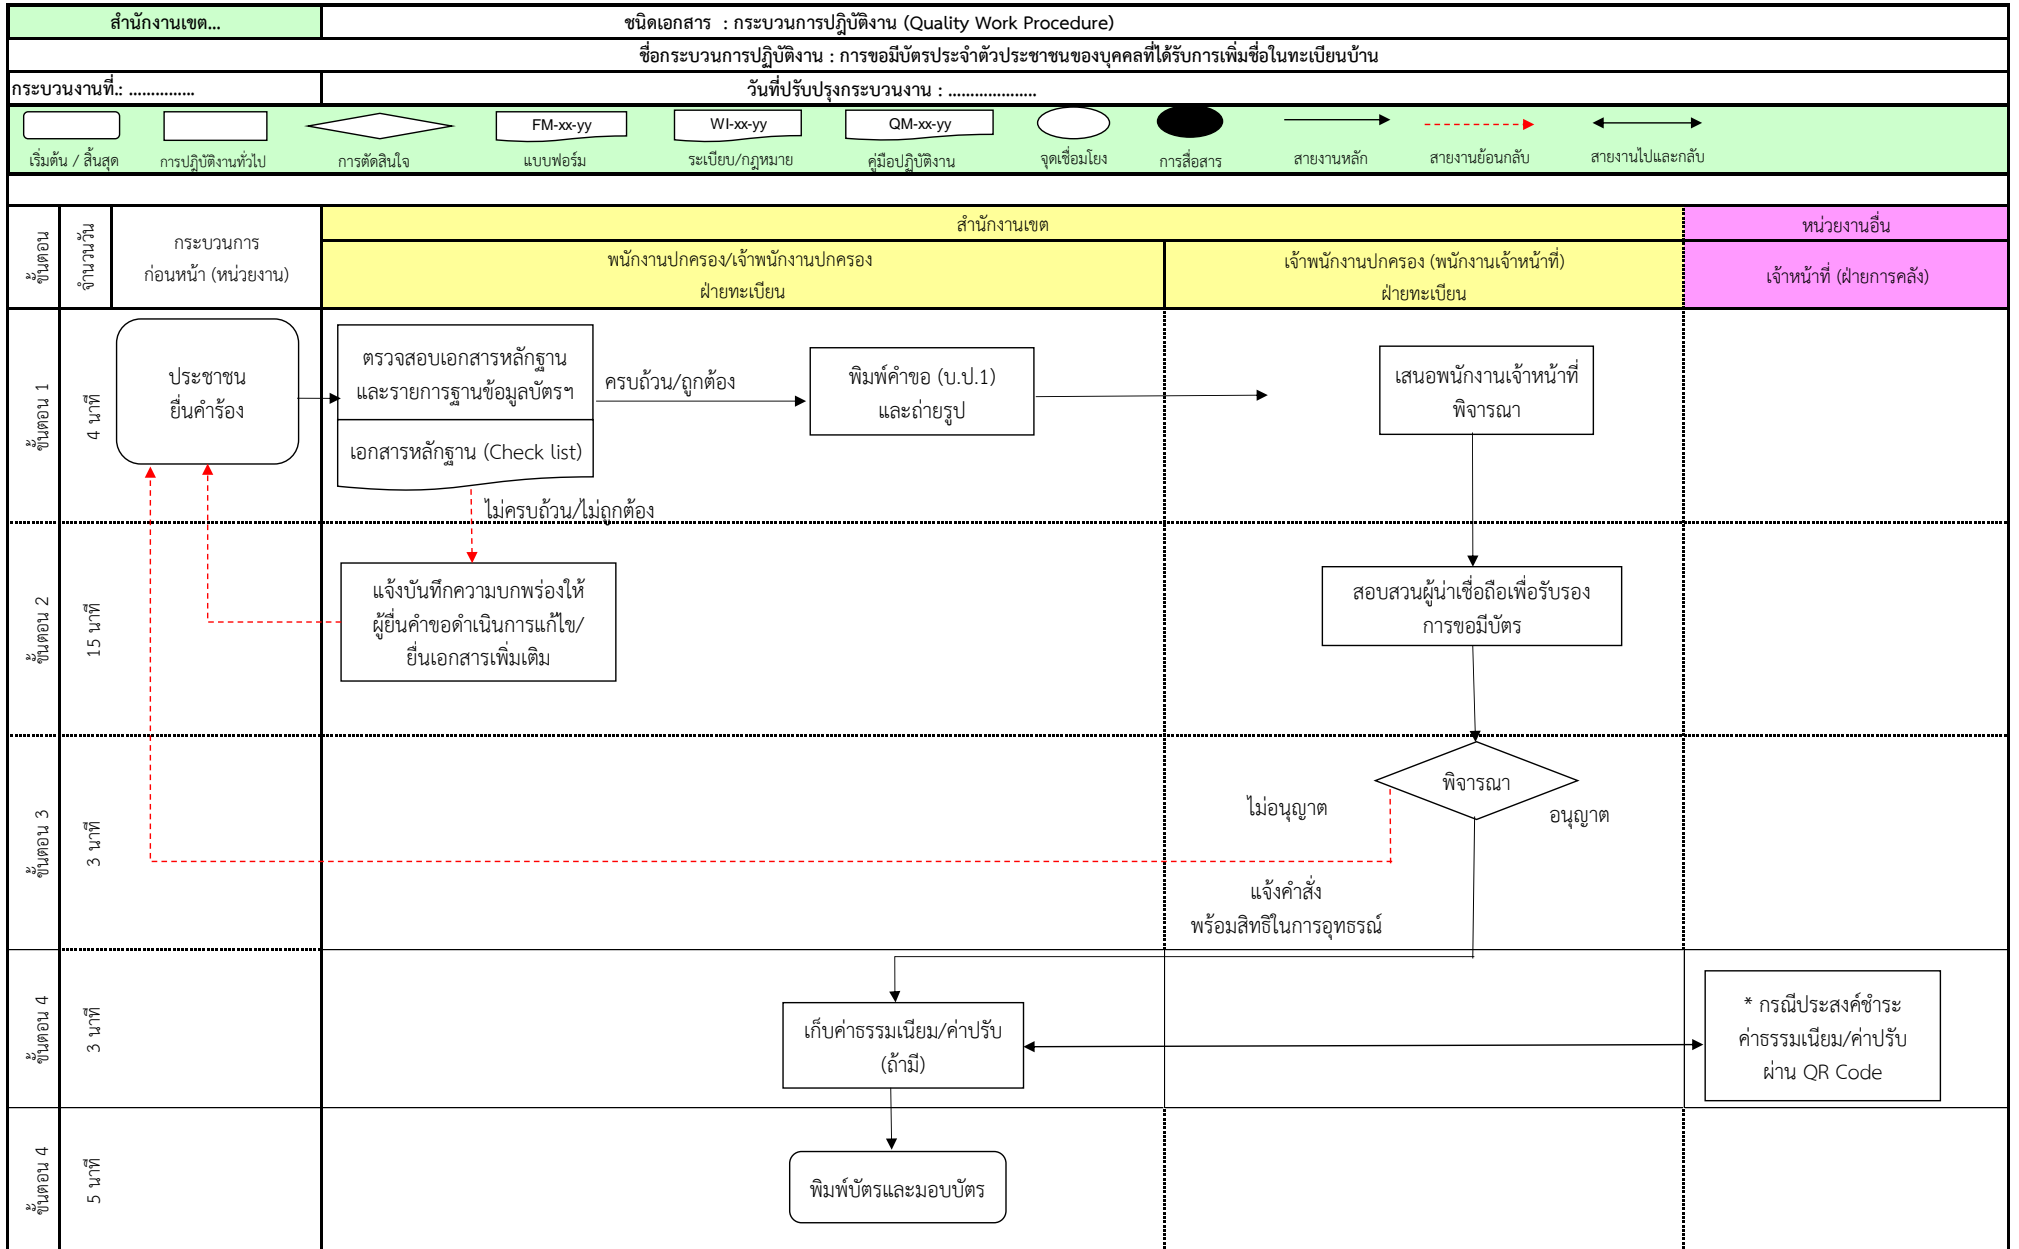 สำนักงานเขต...
ชนิดเอกสาร : กระบวนการปฏิบัติงาน (Quality Work Procedure)
ชื่อกระบวนการปฏิบัติงาน : การขอมีบัตรประจำตัวประชาชนของบุคคลที่ได้รับการเพิ่มชื่อในทะเบียนบ้าน
กระบวนงานที่.: ...............
วันที่ปรับปรุงกระบวนงาน : ....................
FM-xx-yy
WI-xx-yy
QM-xx-yy
เริ่มต้น / สิ้นสุด
การปฏิบัติงานทั่วไป
การตัดสินใจ
แบบฟอร์ม
ระเบียบ/กฎหมาย
คู่มือปฏิบัติงาน
จุดเชื่อมโยง
การสื่อสาร
สายงานหลัก
สายงานย้อนกลับ
สายงานไปและกลับ
ขั้นตอน
จำนวนวัน
กระบวนการ
ก่อนหน้า (หน่วยงาน)
สำนักงานเขต
หน่วยงานอื่น
พนักงานปกครอง/เจ้าพนักงานปกครอง
ฝ่ายทะเบียน
เจ้าพนักงานปกครอง (พนักงานเจ้าหน้าที่)
ฝ่ายทะเบียน
เจ้าหน้าที่ (ฝ่ายการคลัง)
ขั้นตอน 1
4 นาที
ประชาชน
ยื่นคำร้อง
ตรวจสอบเอกสารหลักฐาน
และรายการฐานข้อมูลบัตรฯ
เอกสารหลักฐาน (Check list)
ครบถ้วน/ถูกต้อง
พิมพ์คำขอ (บ.ป.1)
และถ่ายรูป
เสนอพนักงานเจ้าหน้าที่
พิจารณา
ไม่ครบถ้วน/ไม่ถูกต้อง
ขั้นตอน 2
15 นาที
แจ้งบันทึกความบกพร่องให้
ผู้ยื่นคำขอดำเนินการแก้ไข/
ยื่นเอกสารเพิ่มเติม
สอบสวนผู้น่าเชื่อถือเพื่อรับรอง
การขอมีบัตร
ขั้นตอน 3
3 นาที
พิจารณา
ไม่อนุญาต
อนุญาต
แจ้งคำสั่ง
พร้อมสิทธิในการอุทธรณ์
ขั้นตอน 4
3 นาที
เก็บค่าธรรมเนียม/ค่าปรับ
(ถ้ามี)
* กรณีประสงค์ชำระ
ค่าธรรมเนียม/ค่าปรับ
ผ่าน QR Code
ขั้นตอน 4
5 นาที
พิมพ์บัตรและมอบบัตร